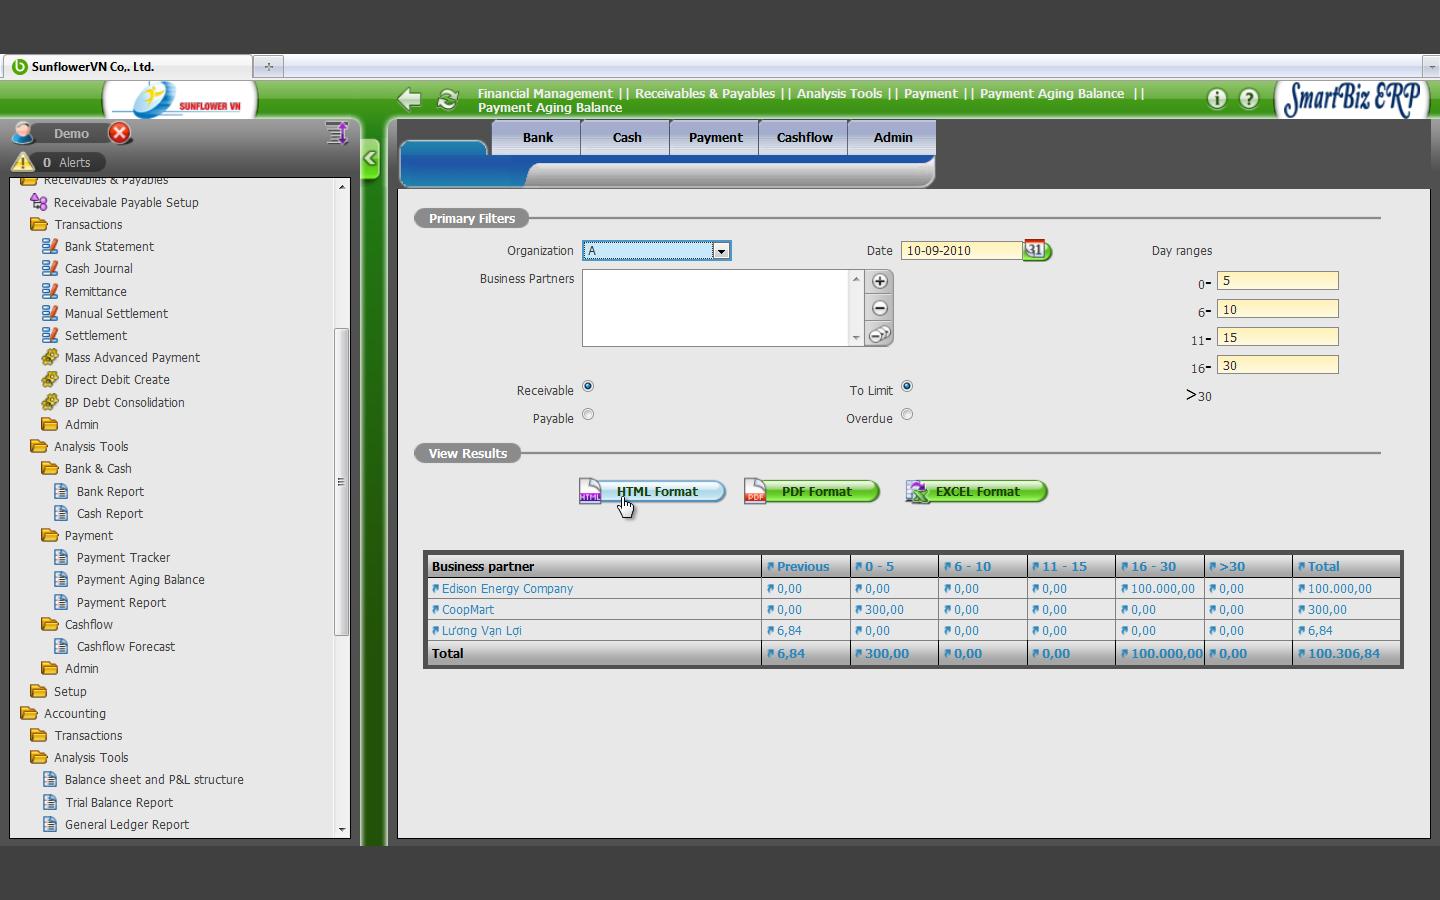 SunflowerVN Co,. Ltd.
SUNFLOWER VN
Financial Management || Receivables & Payables || Analysis Tools || Payment || Payment Aging Balance ||
Payment Aging Balance
SmartBiz ERP
Demo
0 Alerts
Bank
Cash
Payment
Cashflow
Admin
Receivables & Payables
Receivabale Payable Setup
Transactions
Bank Statement
Cash Journal
Remittance
Manual Settlement
Settlement
Mass Advanced Payment
Direct Debit Create
BP Debt Consolidation
Admin
Analysis Tools
Bank & Cash
Bank Report
Cash Report
Payment
Payment Tracker
Payment Aging Balance
Payment Report
Cashflow
Cashflow Forecast
Admin
Setup
Accounting
Transactions
Analysis Tools
Balance sheet and P&L structure
Trial Balance Report
General Ledger Report
Primary Filters
Organization A
Date 10-09-2010 31
Day ranges
Business Partners
0- 5
6- 10
11- 15
16- 30
>30
Receivable
To Limit
Payable
Overdue
View Results
HTML HTML Format
PDF PDF Format
EXCEL Format
Business partner Previous 0 - 5 6 - 10 11 - 15 16 - 30 >30 Total
Edison Energy Company 0,00 0,00 0,00 0,00 100.000,00 0,00 100.000,00
CoopMart 0,00 300,00 0,00 0,00 0,00 0,00 300,00
Lương Vạn Lợi 6,84 0,00 0,00 0,00 0,00 0,00 6,84
Total 6,84 300,00 0,00 0,00 100.000,00 0,00 100.306,84